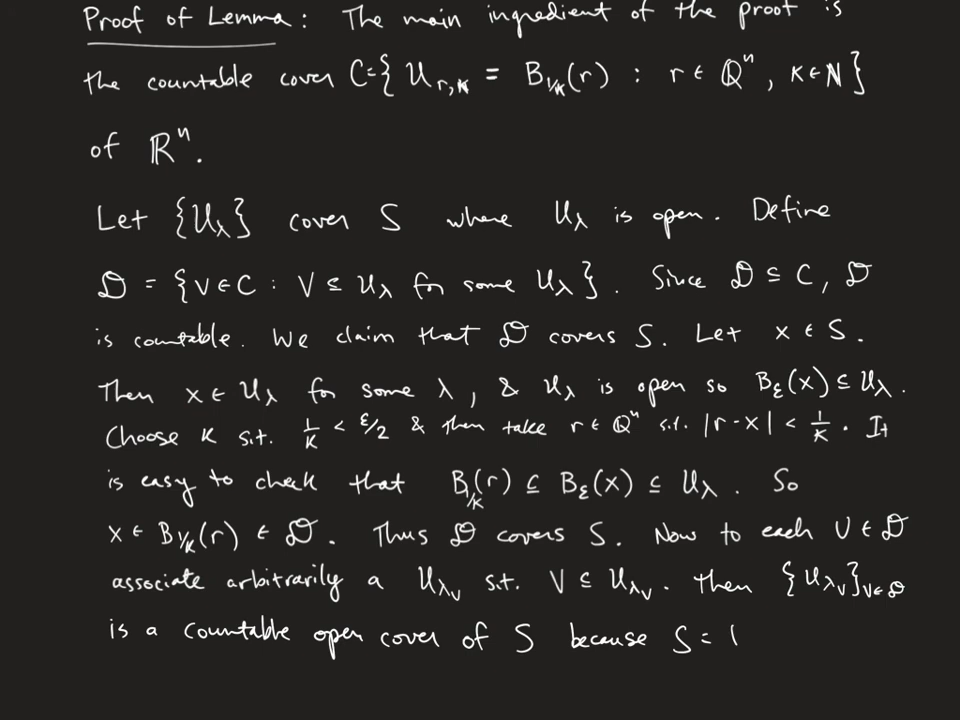 Proof of Lemma : The main ingredient of the proof is
the countable cover C = { U_{r,K} = B_{1/K}(r) : r ∈ ℚⁿ, K ∈ N }
of ℝⁿ.
Let {U_λ} cover S where U_λ is open. Define
𝒟 = { V ∈ C : V ⊆ U_λ for some U_λ }. Since 𝒟 ⊆ C, 𝒟
is countable. We claim that 𝒟 covers S. Let x ∈ S.
Then x ∈ U_λ for some λ, & U_λ is open so B_ε(x) ⊆ U_λ.
Choose K s.t. 1/K < ε/2 & then take r ∈ ℚⁿ s.t. |r - x| < 1/K. It
is easy to check that B_{1/K}(r) ⊆ B_ε(x) ⊆ U_λ. So
x ∈ B_{1/K}(r) ∈ 𝒟. Thus 𝒟 covers S. Now to each V ∈ 𝒟
associate arbitrarily a U_{λ_V} s.t. V ⊆ U_{λ_V}. Then {U_{λ_V}}_{V∈𝒟}
is a countable open cover of S because S =